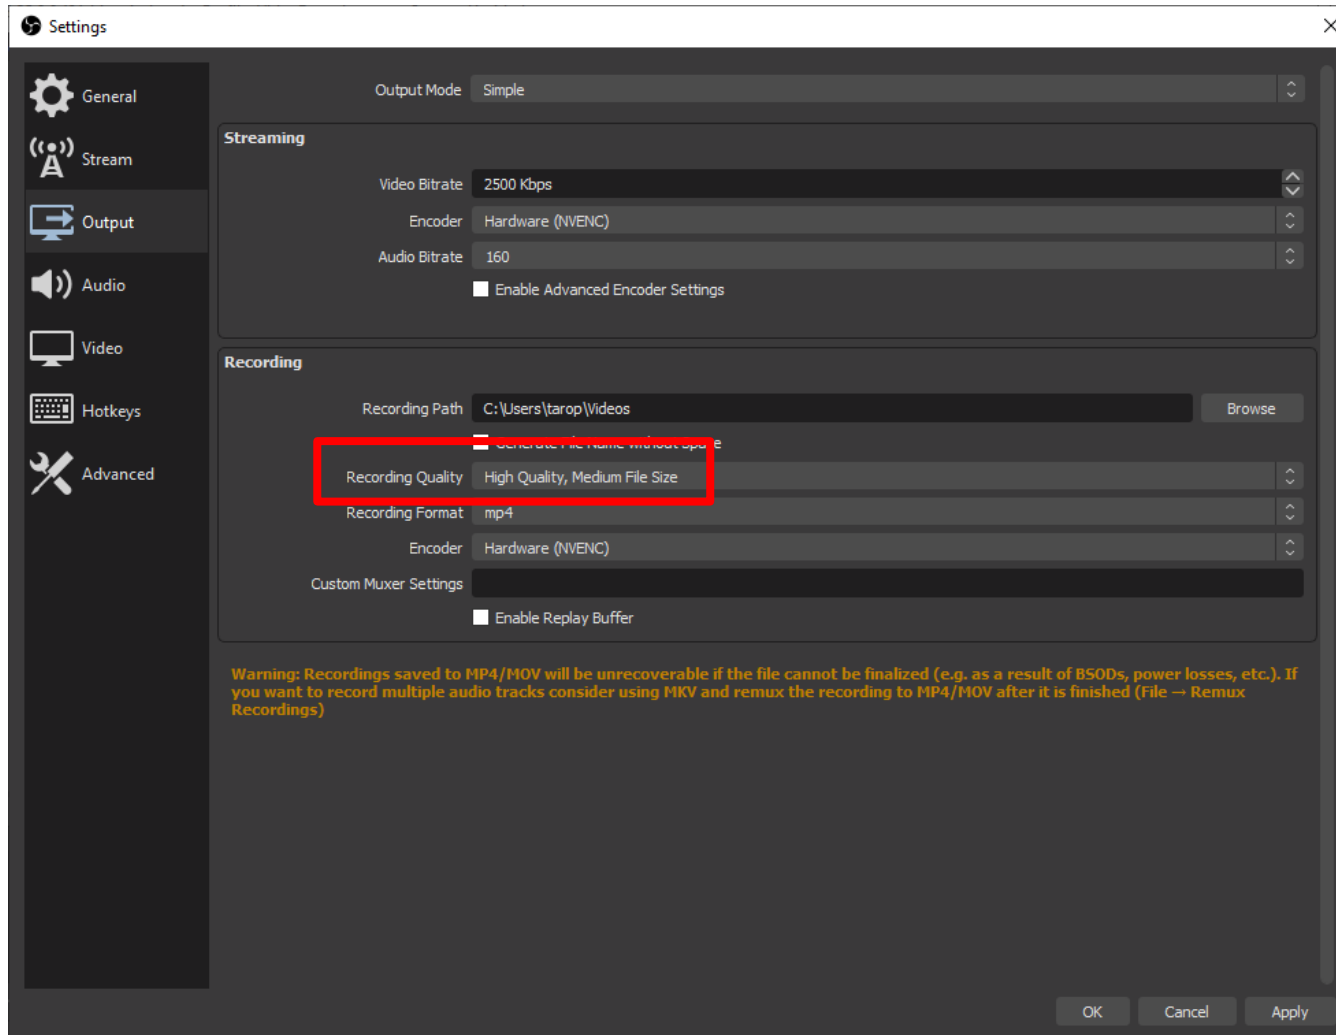 Settings
General
Stream
Output
Audio
Video
Hotkeys
Advanced
Output Mode Simple
Streaming
Video Bitrate 2500 Kbps
Encoder Hardware (NVENC)
Audio Bitrate 160
Enable Advanced Encoder Settings
Recording
Recording Path C:\Users\tarop\Videos Browse
Generate File Name without Space
Recording Quality High Quality, Medium File Size
Recording Format mp4
Encoder Hardware (NVENC)
Custom Muxer Settings
Enable Replay Buffer
Warning: Recordings saved to MP4/MOV will be unrecoverable if the file cannot be finalized (e.g. as a result of BSODs, power losses, etc.). If
you want to record multiple audio tracks consider using MKV and remux the recording to MP4/MOV after it is finished (File → Remux
Recordings)
OK Cancel Apply